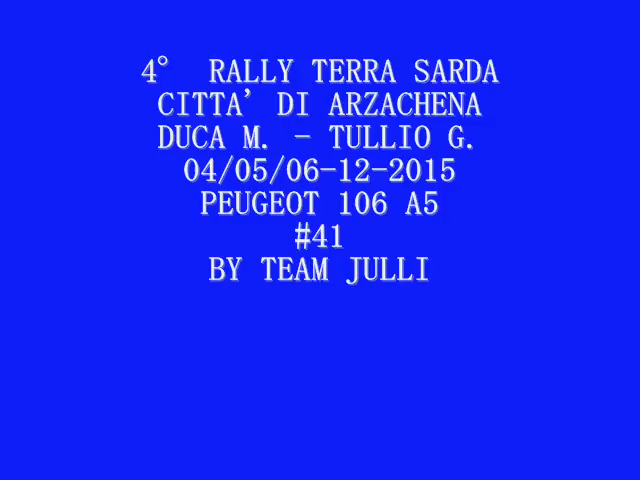 4° RALLY TERRA SARDA
CITTA' DI ARZACHENA
DUCA M. - TULLIO G.
04/05/06-12-2015
PEUGEOT 106 A5
#41
BY TEAM JULLI